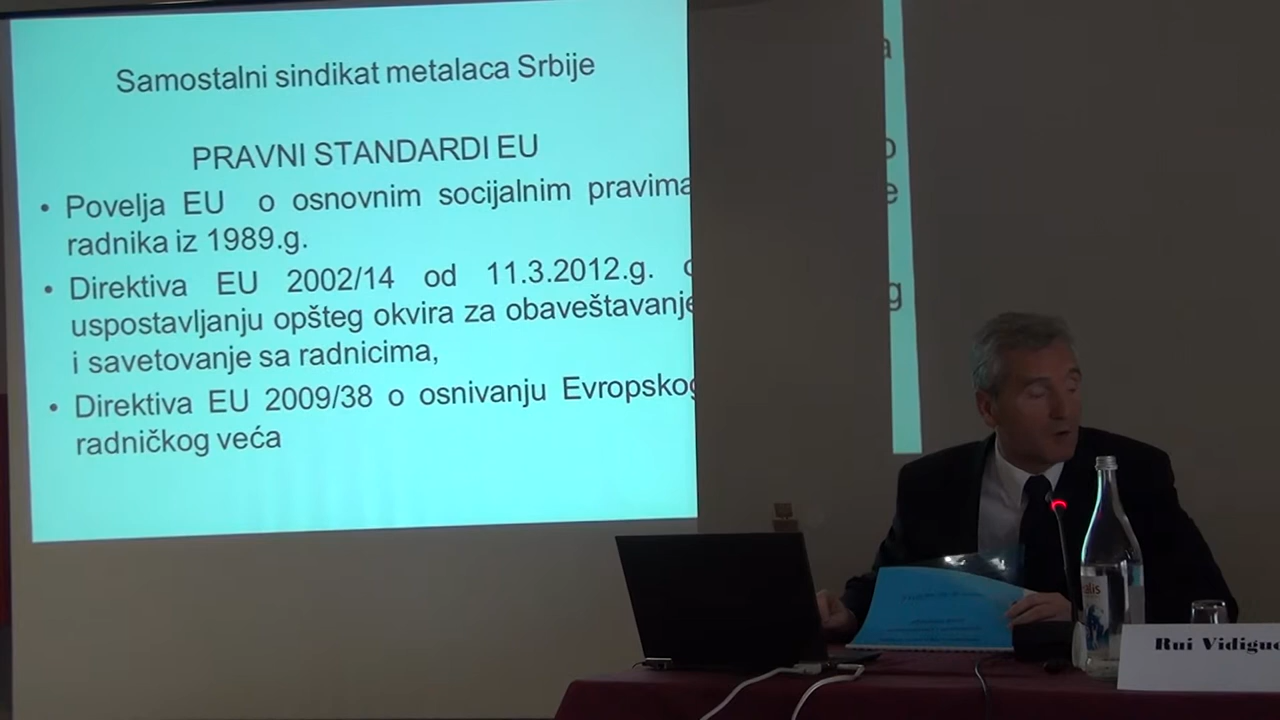 Samostalni sindikat metalaca Srbije
PRAVNI STANDARDI EU
• Povelja EU o osnovnim socijalnim pravima
radnika iz 1989.g.
• Direktiva EU 2002/14 od 11.3.2012.g. o
uspostavljanju opšteg okvira za obaveštavanje
i savetovanje sa radnicima,
• Direktiva EU 2009/38 o osnivanju Evropskog
radničkog veća
a
o
e
g
Rui Vidigu